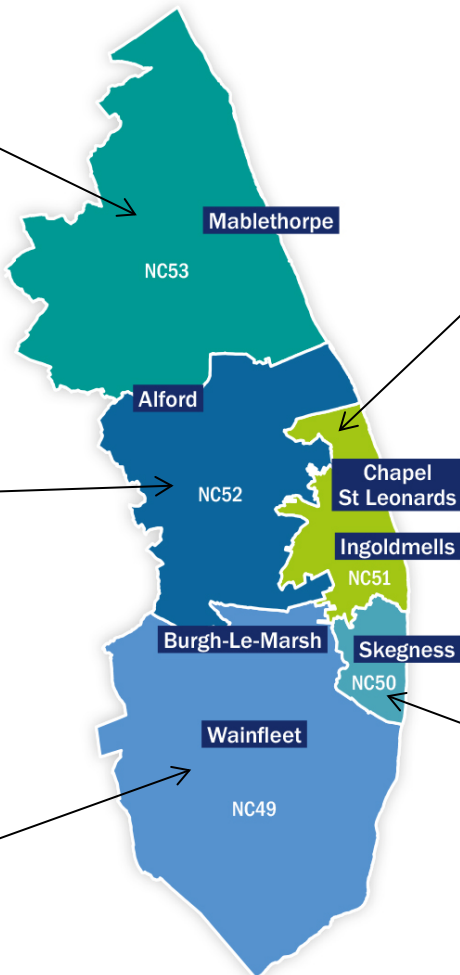 Mablethorpe
NC53
Alford
Chapel
St Leonards
NC52
Ingoldmells
NC51
Burgh-Le-Marsh
Skegness
NC50
Wainfleet
NC49